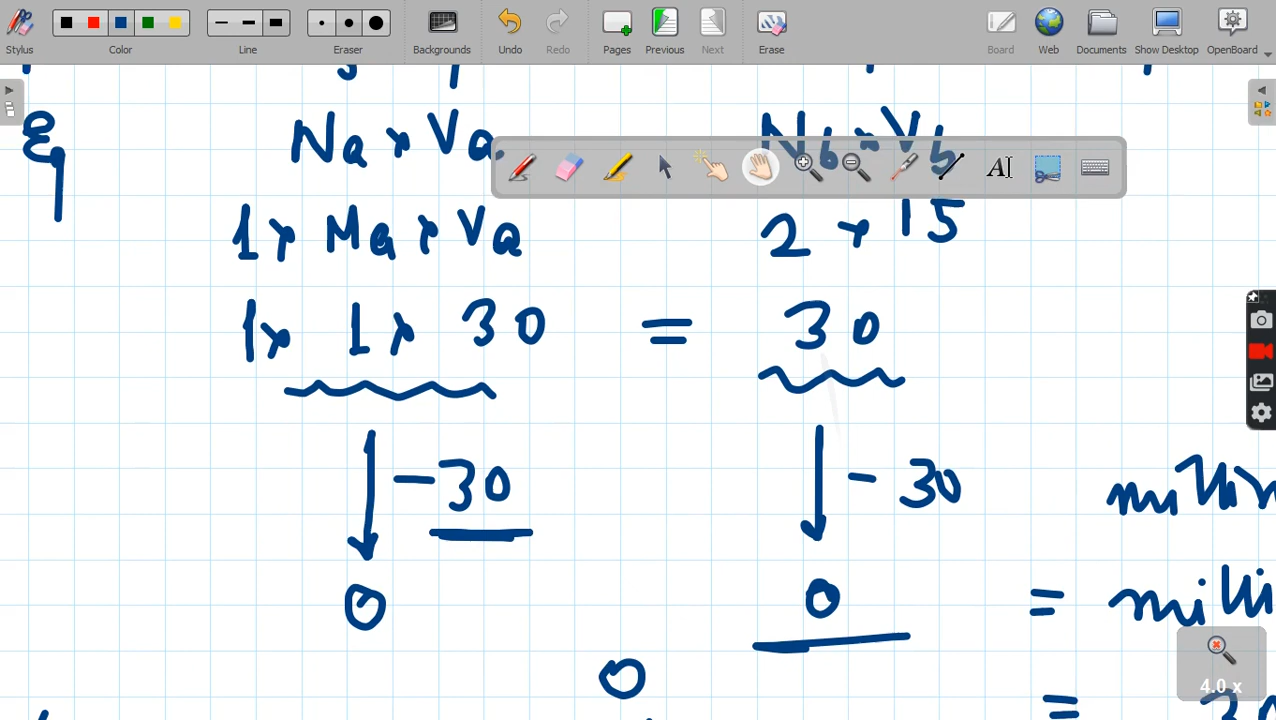 Stylus Color Line Eraser Backgrounds Undo Redo Pages Previous Next Erase Board Web Documents Show Desktop OpenBoard
Eq Na x Va Nb x Vb
1 x Ma x Va 2 x 15
1 x 1 x 30 = 30
-30 - 30
0 0
= milli
0
4.0 x
=